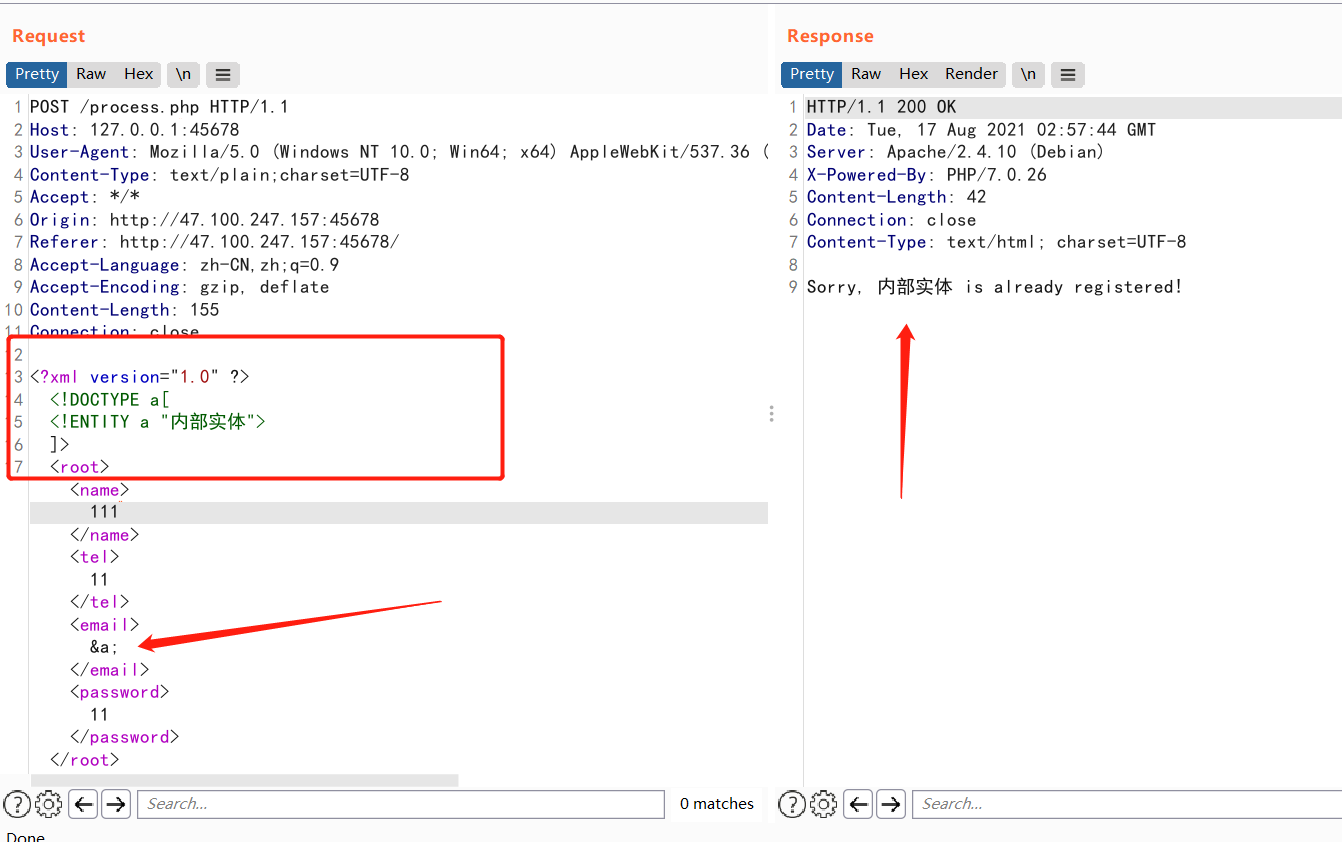 Request
Pretty Raw Hex \n
1 POST /process.php HTTP/1.1
2 Host: 127.0.0.1:45678
3 User-Agent: Mozilla/5.0 (Windows NT 10.0; Win64; x64) AppleWebKit/537.36 (
4 Content-Type: text/plain;charset=UTF-8
5 Accept: */*
6 Origin: http://47.100.247.157:45678
7 Referer: http://47.100.247.157:45678/
8 Accept-Language: zh-CN,zh;q=0.9
9 Accept-Encoding: gzip, deflate
10 Content-Length: 155
11 Connection: close
2
3 <?xml version="1.0" ?>
4 <!DOCTYPE a[
5 <!ENTITY a "内部实体">
6 ]>
7 <root>
<name>
111
</name>
<tel>
11
</tel>
<email>
&a;
</email>
<password>
11
</password>
</root>
? Search... 0 matches
Done
Response
Pretty Raw Hex Render \n
1 HTTP/1.1 200 OK
2 Date: Tue, 17 Aug 2021 02:57:44 GMT
3 Server: Apache/2.4.10 (Debian)
4 X-Powered-By: PHP/7.0.26
5 Content-Length: 42
6 Connection: close
7 Content-Type: text/html; charset=UTF-8
8
9 Sorry, 内部实体 is already registered!
? Search...